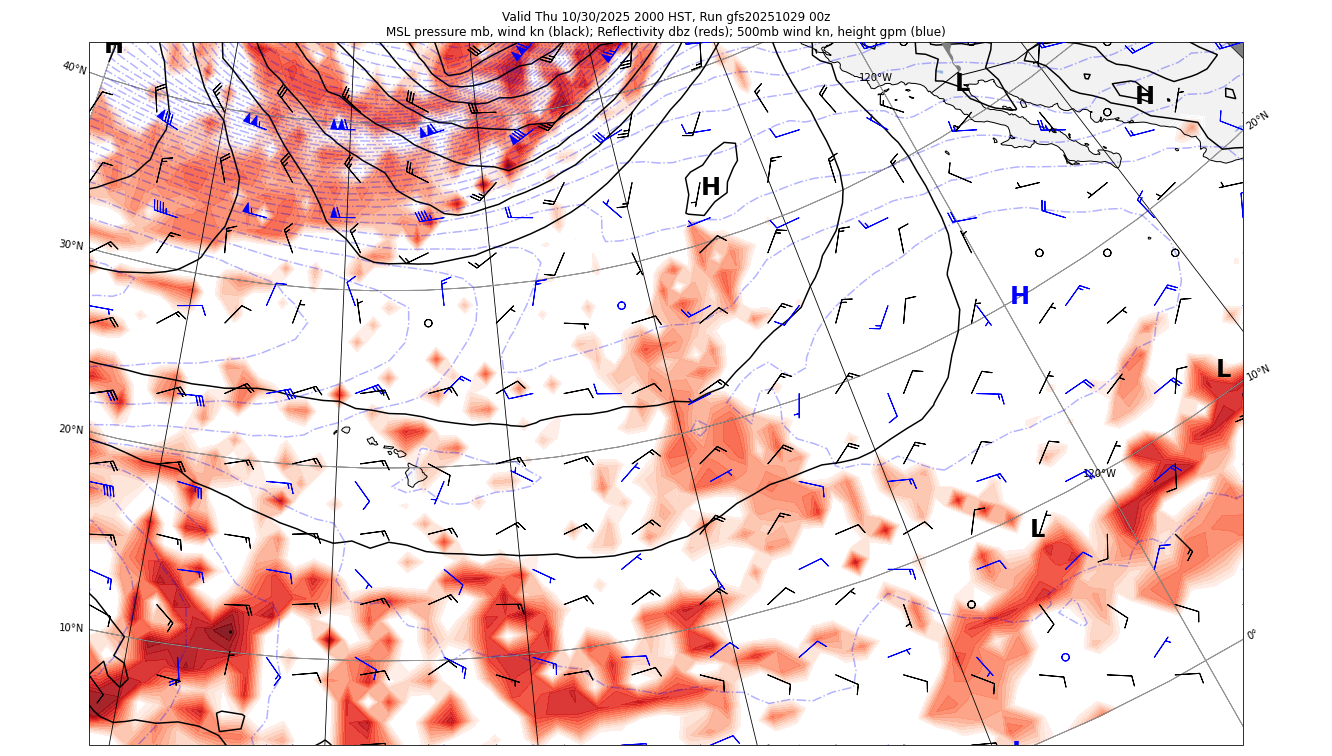 Valid Thu 10/30/2025 2000 HST, Run gfs20251029 00z
MSL pressure mb, wind kn (black); Reflectivity dbz (reds); 500mb wind kn, height gpm (blue)
H
40°N
120°W
L
H
20°N
H
30°N
H
L
10°N
20°N
120°W
L
10°N
0°